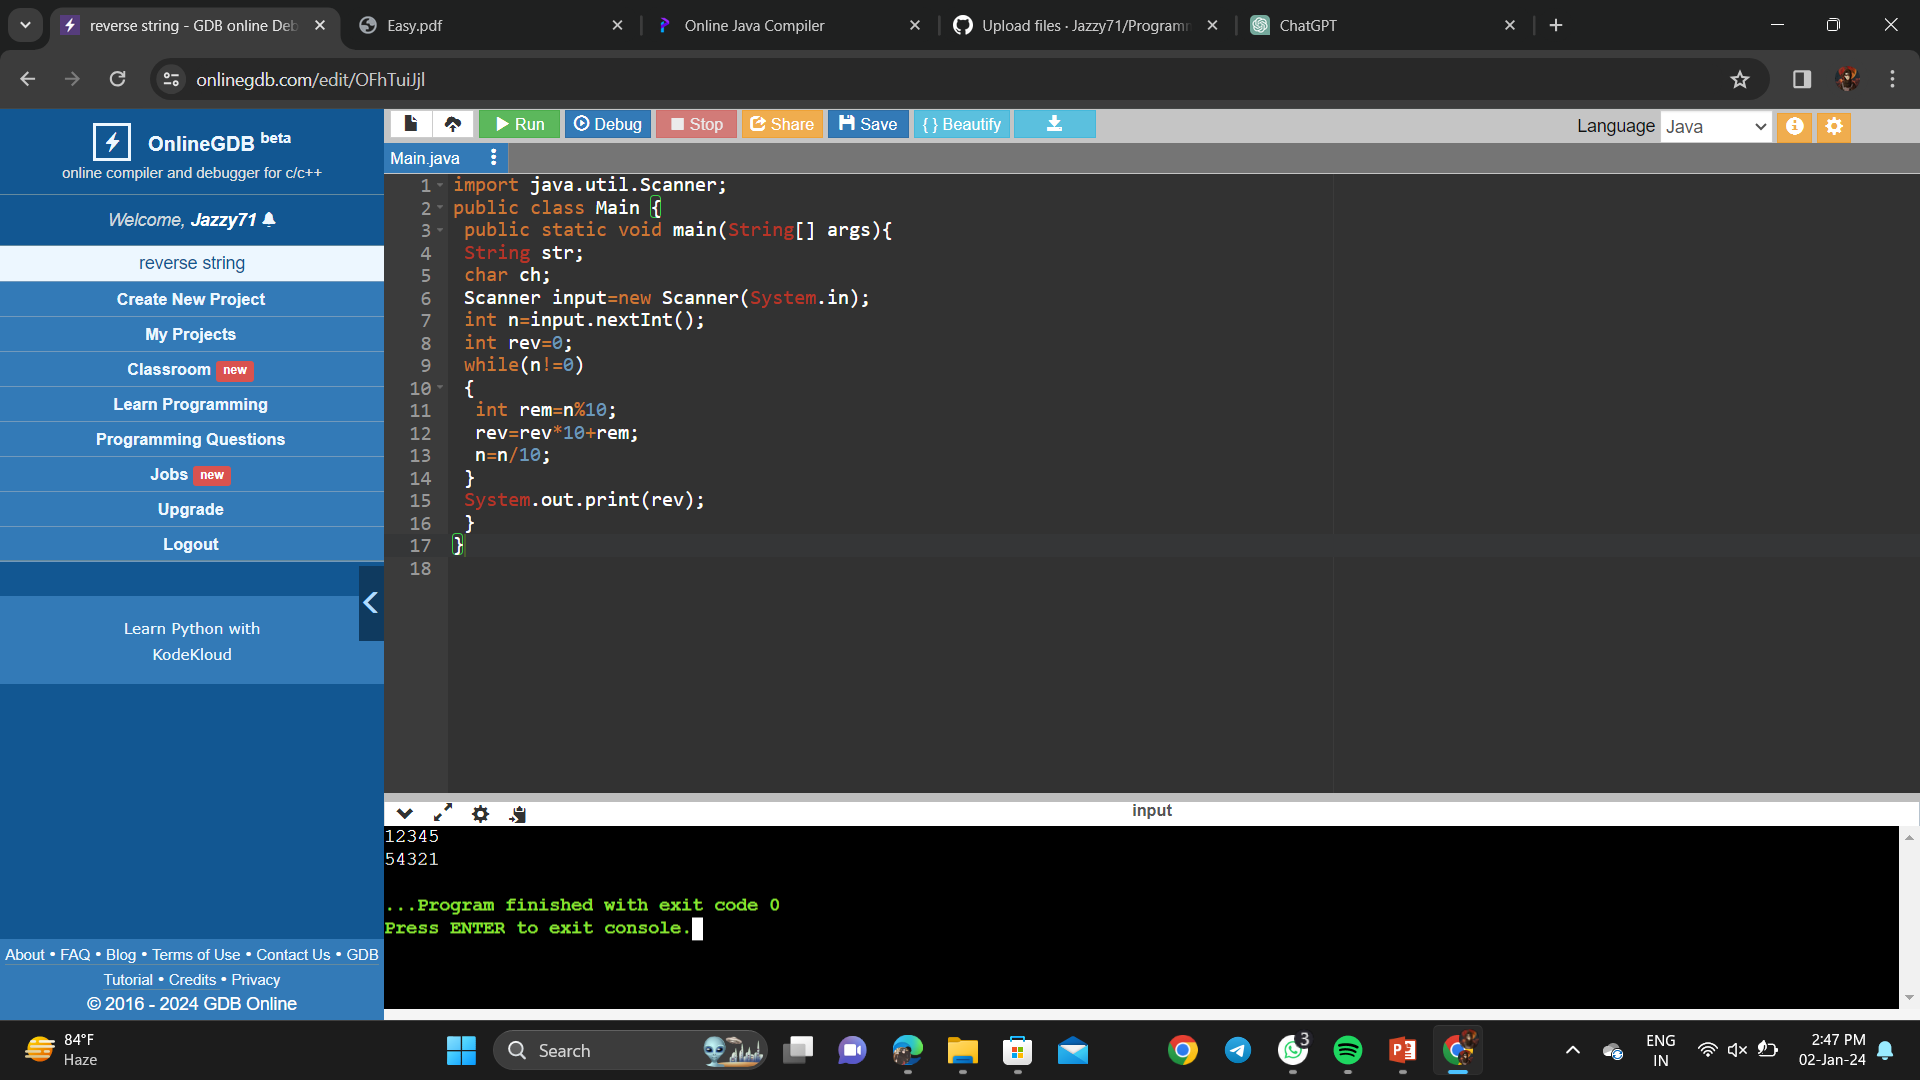 reverse string - GDB online Deb
Easy.pdf
Online Java Compiler
Upload files · Jazzy71/Programm
ChatGPT
onlinegdb.com/edit/OFhTuiJjl
OnlineGDB beta
online compiler and debugger for c/c++
Welcome, Jazzy71
reverse string
Create New Project
My Projects
Classroom new
Learn Programming
Programming Questions
Jobs new
Upgrade
Logout
Learn Python with
KodeKloud
About • FAQ • Blog • Terms of Use • Contact Us • GDB
Tutorial • Credits • Privacy
© 2016 - 2024 GDB Online
Run Debug Stop Share Save { } Beautify
Language Java
Main.java
1 import java.util.Scanner;
2 public class Main {
3 public static void main(String[] args){
4 String str;
5 char ch;
6 Scanner input=new Scanner(System.in);
7 int n=input.nextInt();
8 int rev=0;
9 while(n!=0)
10 {
11 int rem=n%10;
12 rev=rev*10+rem;
13 n=n/10;
14 }
15 System.out.print(rev);
16 }
17 }
18
input
12345
54321
...Program finished with exit code 0
Press ENTER to exit console.
84°F
Haze
Search
3
ENG
IN
2:47 PM
02-Jan-24